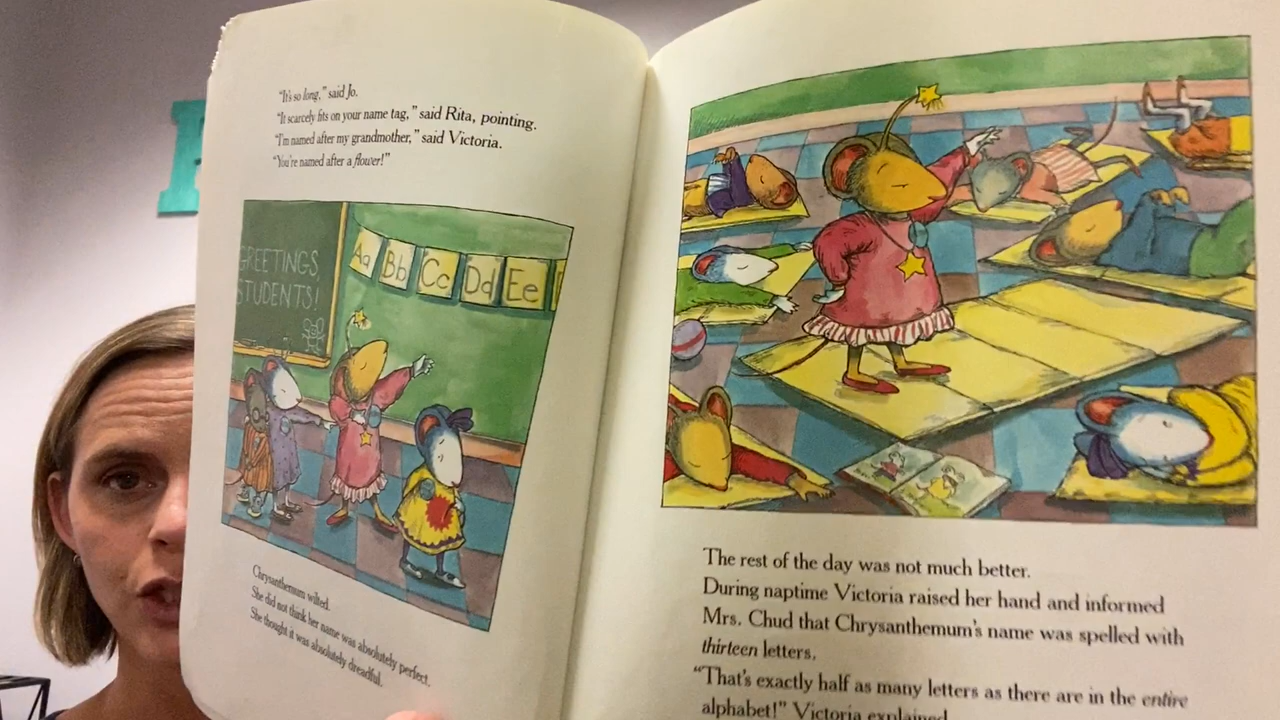 "It's so long," said Jo.
"It scarcely fits on your name tag," said Rita, pointing.
"I'm named after my grandmother," said Victoria.
"You're named after a flower!"
GREETINGS,
STUDENTS!
Aa Bb Cc Dd Ee
Chrysanthemum wilted.
She did not think her name was absolutely perfect.
She thought it was absolutely dreadful.
The rest of the day was not much better.
During naptime Victoria raised her hand and informed
Mrs. Chud that Chrysanthemum's name was spelled with
thirteen letters.
"That's exactly half as many letters as there are in the entire
alphabet!" Victoria explained.